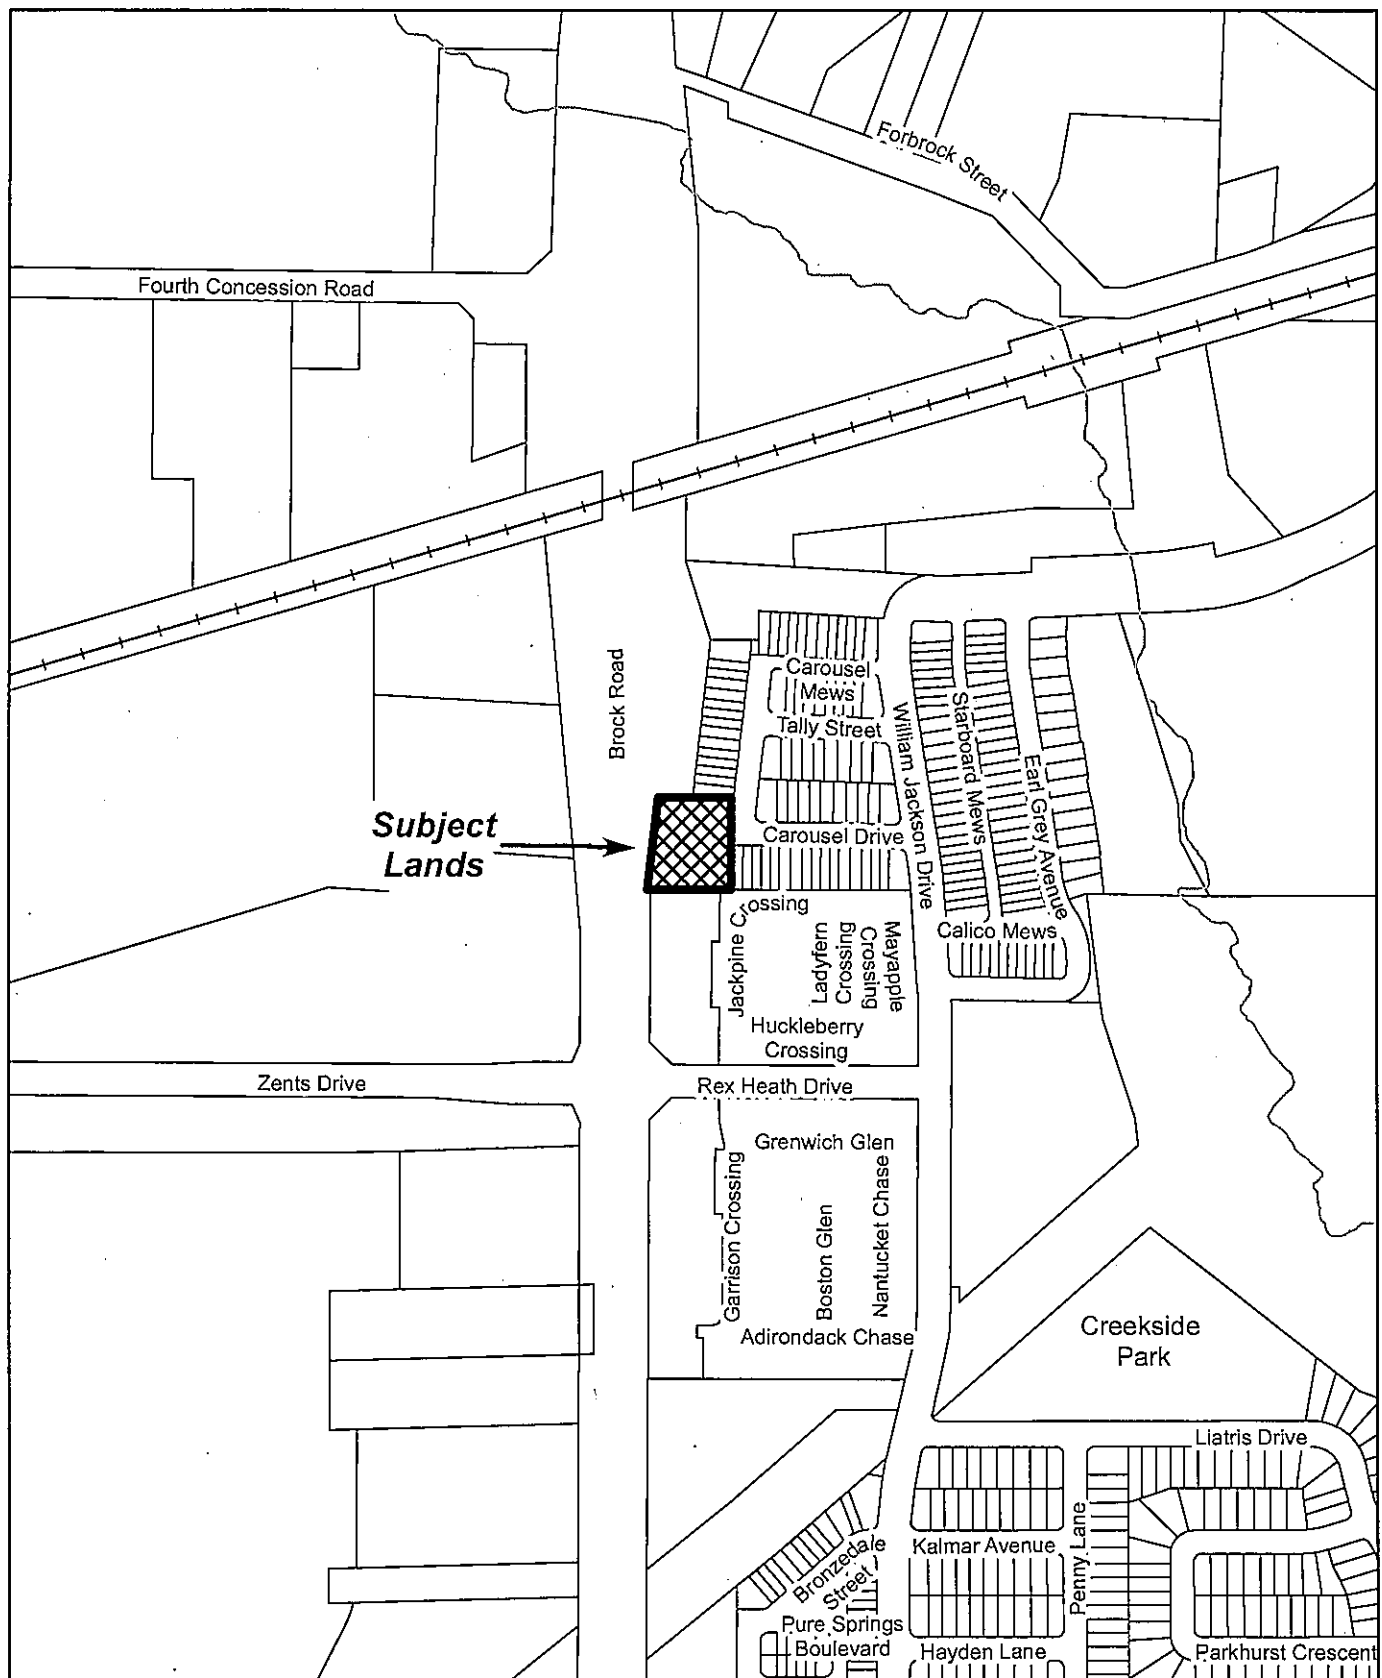 Forbrock Street
Fourth Concession Road
Brock Road
Carousel
Mews
Tally Street
William Jackson Drive
Starboard Mews
Earl Grey Avenue
Subject
Lands
Carousel Drive
Jackpine Crossing
Ladyfern
Crossing
Mayapple
Crossing
Calico Mews
Huckleberry
Crossing
Zents Drive
Rex Heath Drive
Grenwich Glen
Garrison Crossing
Boston Glen
Nantucket Chase
Adirondack Chase
Creekside
Park
Liatris Drive
Bronzedale
Street
Kalmar Avenue
Penny Lane
Pure Springs
Boulevard
Hayden Lane
Parkhurst Crescent